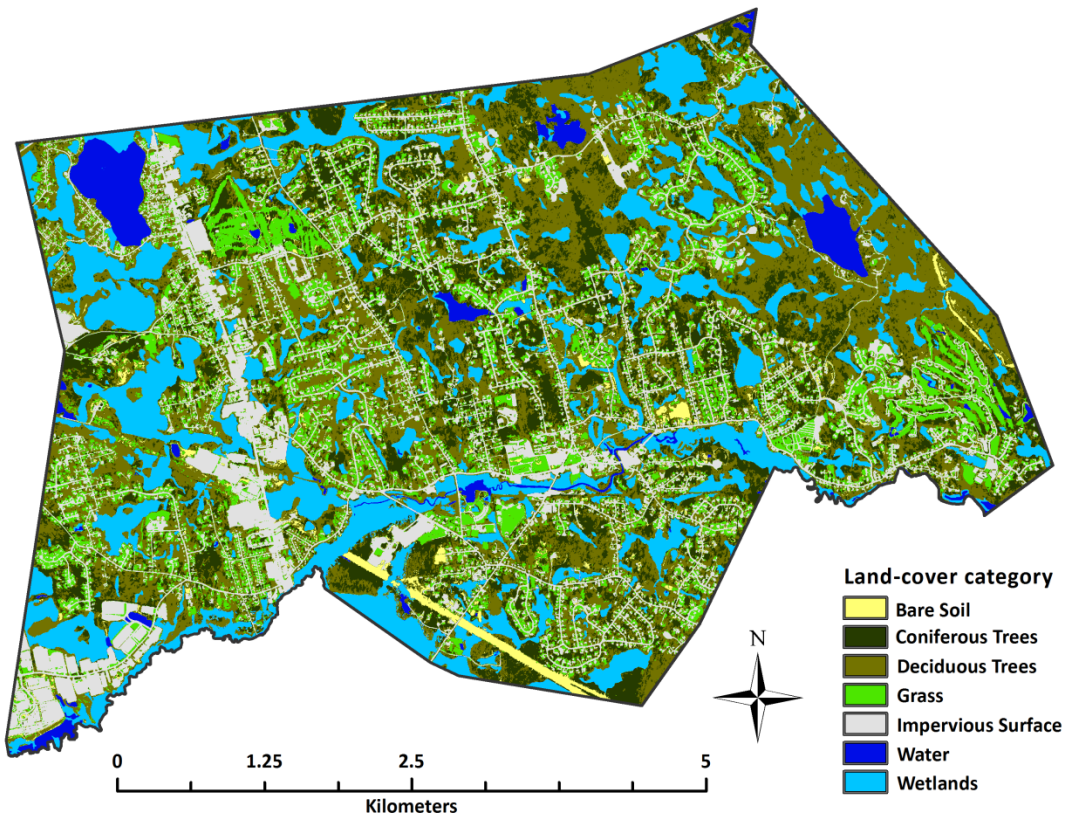 N
Land-cover category
Bare Soil
Coniferous Trees
Deciduous Trees
Grass
Impervious Surface
Water
Wetlands
0 1.25 2.5 5
Kilometers